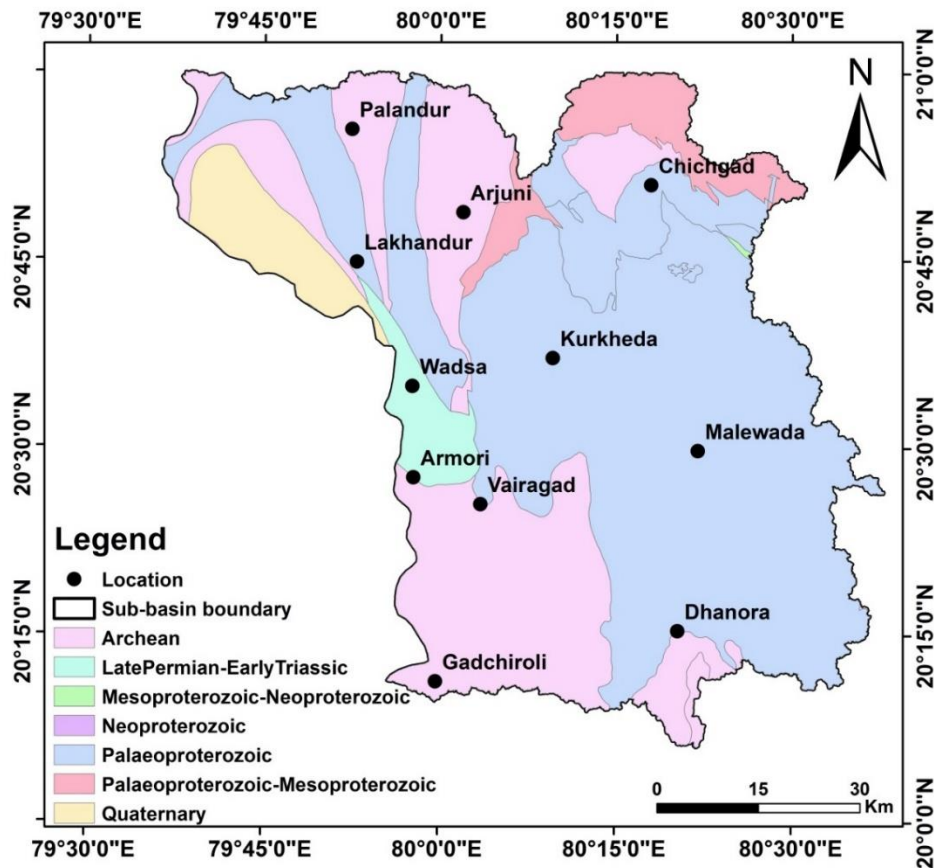 79°30'0"E 79°45'0"E 80°0'0"E 80°15'0"E 80°30'0"E
N
21°0'0"N
Palandur
Chichgad
Arjuni
20°45'0"N
Lakhandur
20°45'0"N
Kurkheda
Wadsa
Malewada
20°30'0"N
Armori
20°30'0"N
Vairagad
Legend
Location
Sub-basin boundary
Archean
LatePermian-EarlyTriassic
Mesoproterozoic-Neoproterozoic
Neoproterozoic
Palaeoproterozoic
Palaeoproterozoic-Mesoproterozoic
Quaternary
20°15'0"N
Dhanora
20°15'0"N
Gadchiroli
0 15 30
Km
20°0'0"N
79°30'0"E 79°45'0"E 80°0'0"E 80°15'0"E 80°30'0"E